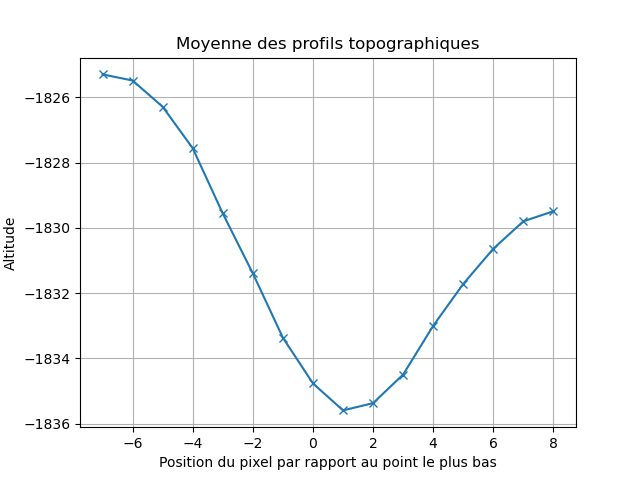 Moyenne des profils topographiques
Altitude
−1826
−1828
−1830
−1832
−1834
−1836
−6 −4 −2 0 2 4 6 8
Position du pixel par rapport au point le plus bas